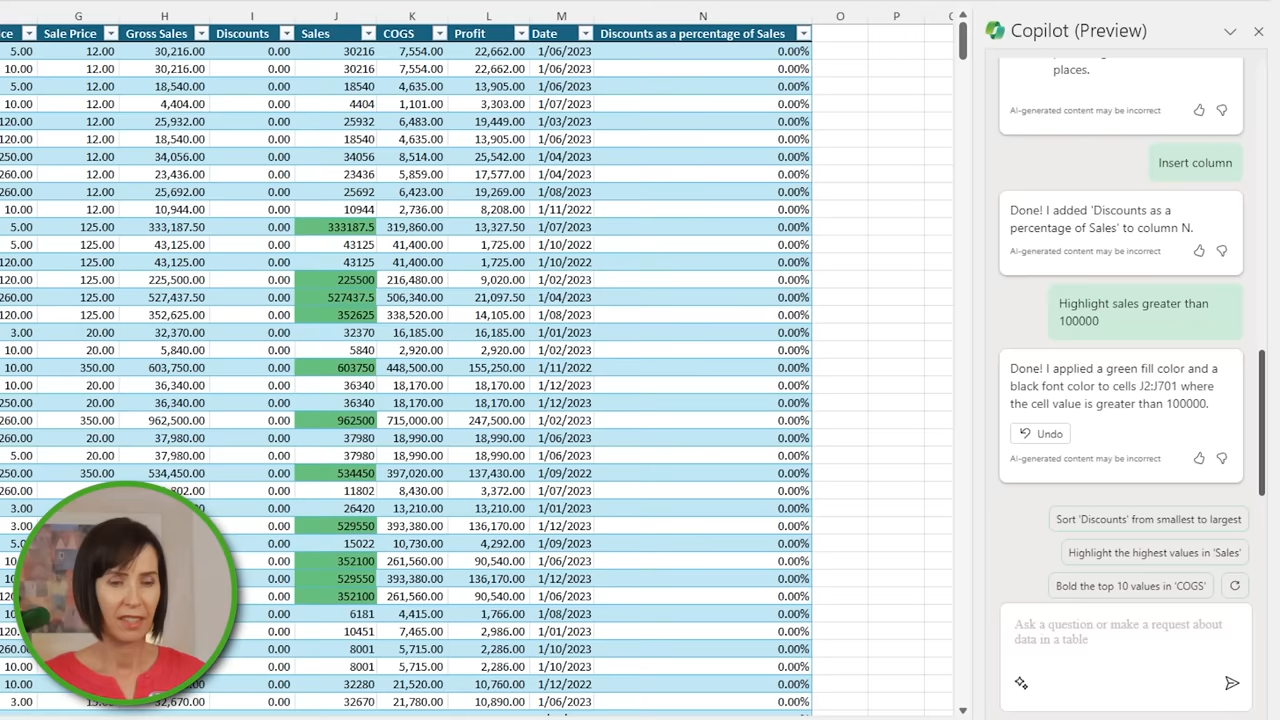 G H I J K L M N O P
ice Sale Price Gross Sales Discounts Sales COGS Profit Date Discounts as a percentage of Sales
5.00 12.00 30,216.00 0.00 30216 7,554.00 22,662.00 1/06/2023 0.00%
10.00 12.00 30,216.00 0.00 30216 7,554.00 22,662.00 1/06/2023 0.00%
5.00 12.00 18,540.00 0.00 18540 4,635.00 13,905.00 1/06/2023 0.00%
10.00 12.00 4,404.00 0.00 4404 1,101.00 3,303.00 1/07/2023 0.00%
120.00 12.00 25,932.00 0.00 25932 6,483.00 19,449.00 1/03/2023 0.00%
120.00 12.00 18,540.00 0.00 18540 4,635.00 13,905.00 1/06/2023 0.00%
250.00 12.00 34,056.00 0.00 34056 8,514.00 25,542.00 1/04/2023 0.00%
260.00 12.00 23,436.00 0.00 23436 5,859.00 17,577.00 1/04/2023 0.00%
260.00 12.00 25,692.00 0.00 25692 6,423.00 19,269.00 1/08/2023 0.00%
10.00 12.00 10,944.00 0.00 10944 2,736.00 8,208.00 1/11/2022 0.00%
5.00 125.00 333,187.50 0.00 333187.5 319,860.00 13,327.50 1/07/2023 0.00%
5.00 125.00 43,125.00 0.00 43125 41,400.00 1,725.00 1/10/2022 0.00%
120.00 125.00 43,125.00 0.00 43125 41,400.00 1,725.00 1/10/2022 0.00%
120.00 125.00 225,500.00 0.00 225500 216,480.00 9,020.00 1/02/2023 0.00%
260.00 125.00 527,437.50 0.00 527437.5 506,340.00 21,097.50 1/04/2023 0.00%
260.00 125.00 352,625.00 0.00 352625 338,520.00 14,105.00 1/08/2023 0.00%
3.00 20.00 32,370.00 0.00 32370 16,185.00 16,185.00 1/01/2023 0.00%
10.00 20.00 5,840.00 0.00 5840 2,920.00 2,920.00 1/02/2023 0.00%
10.00 350.00 603,750.00 0.00 603750 448,500.00 155,250.00 1/11/2022 0.00%
10.00 20.00 36,340.00 0.00 36340 18,170.00 18,170.00 1/12/2023 0.00%
250.00 20.00 36,340.00 0.00 36340 18,170.00 18,170.00 1/12/2023 0.00%
260.00 350.00 962,500.00 0.00 962500 715,000.00 247,500.00 1/06/2023 0.00%
260.00 20.00 37,980.00 0.00 37980 18,990.00 18,990.00 1/06/2023 0.00%
5.00 20.00 37,980.00 0.00 37980 18,990.00 18,990.00 1/06/2023 0.00%
250.00 350.00 534,450.00 0.00 534450 397,020.00 137,430.00 1/09/2022 0.00%
260.00 802.00 0.00 11802 8,430.00 3,372.00 1/07/2023 0.00%
3.00 0.00 26420 13,210.00 13,210.00 1/01/2023 0.00%
3.00 0.00 529550 393,380.00 136,170.00 1/12/2023 0.00%
0.00 15022 10,730.00 4,292.00 1/09/2023 0.00%
0.00 352100 261,560.00 90,540.00 1/06/2023 0.00%
0.00 529550 393,380.00 136,170.00 1/12/2023 0.00%
0.00 352100 261,560.00 90,540.00 1/06/2023 0.00%
0.00 6181 4,415.00 1,766.00 1/08/2023 0.00%
0.00 10451 7,465.00 2,986.00 1/01/2023 0.00%
0.00 8001 5,715.00 2,286.00 1/10/2023 0.00%
0.00 8001 5,715.00 2,286.00 1/10/2023 0.00%
10.00 0.00 32280 21,520.00 10,760.00 1/12/2022 0.00%
3.00 32,670.00 0.00 32670 21,780.00 10,890.00 1/06/2023 0.00%
Copilot (Preview)
places.
AI-generated content may be incorrect
Insert column
Done! I added 'Discounts as a
percentage of Sales' to column N.
AI-generated content may be incorrect
Highlight sales greater than
100000
Done! I applied a green fill color and a
black font color to cells J2:J701 where
the cell value is greater than 100000.
Undo
AI-generated content may be incorrect
Sort 'Discounts' from smallest to largest
Highlight the highest values in 'Sales'
Bold the top 10 values in 'COGS'
Ask a question or make a request about
data in a table